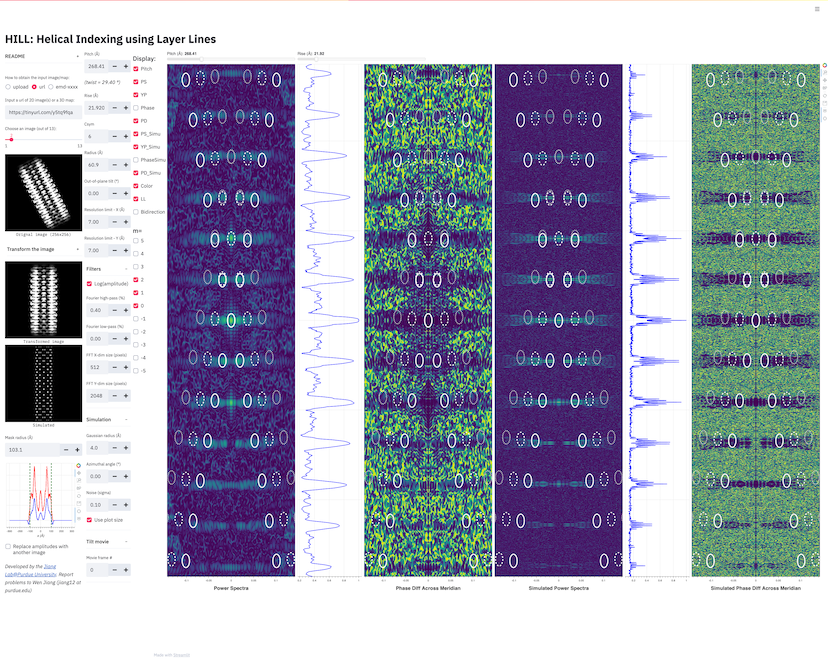 HILL: Helical Indexing using Layer Lines
README
How to obtain the input image/map:
upload url emd-xxxx
Input a url of 2D image(s) or a 3D map:
https://tinyurl.com/y5tq9fqa
Choose an image (out of 13):
1 13
Original image (256x256)
Transform the image
Transformed image
Simulated
Mask radius (Å)
103.1
x (Å)
Replace amplitudes with
another image
Developed by the Jiang
Lab@Purdue University. Report
problems to Wen Jiang (jiang12 at
purdue.edu)
Pitch (Å)
268.41
(twist = 29.40 °)
Rise (Å)
21.920
Csym
6
Radius (Å)
60.9
Out-of-plane tilt (°)
0.00
Resolution limit - X (Å)
7.00
Resolution limit - Y (Å)
7.00
Filters
Log(amplitude)
Fourier high-pass (%)
0.40
Fourier low-pass (%)
0.00
FFT X-dim size (pixels)
512
FFT Y-dim size (pixels)
2048
Simulation
Gaussian radius (Å)
4.0
Azimuthal angle (°)
0.00
Noise (sigma)
0.10
Use plot size
Tilt movie
Movie frame #
0
Display:
Pitch
PS
YP
Phase
PD
PS_Simu
YP_Simu
PhaseSimu
PD_Simu
Color
LL
Bidirection
m=
5
4
3
2
1
0
-1
-2
-3
-4
-5
Pitch (Å): 268.41
Rise (Å): 21.92
Power Spectra
Phase Diff Across Meridian
Simulated Power Spectra
Simulated Phase Diff Across Meridian
Made with Streamlit